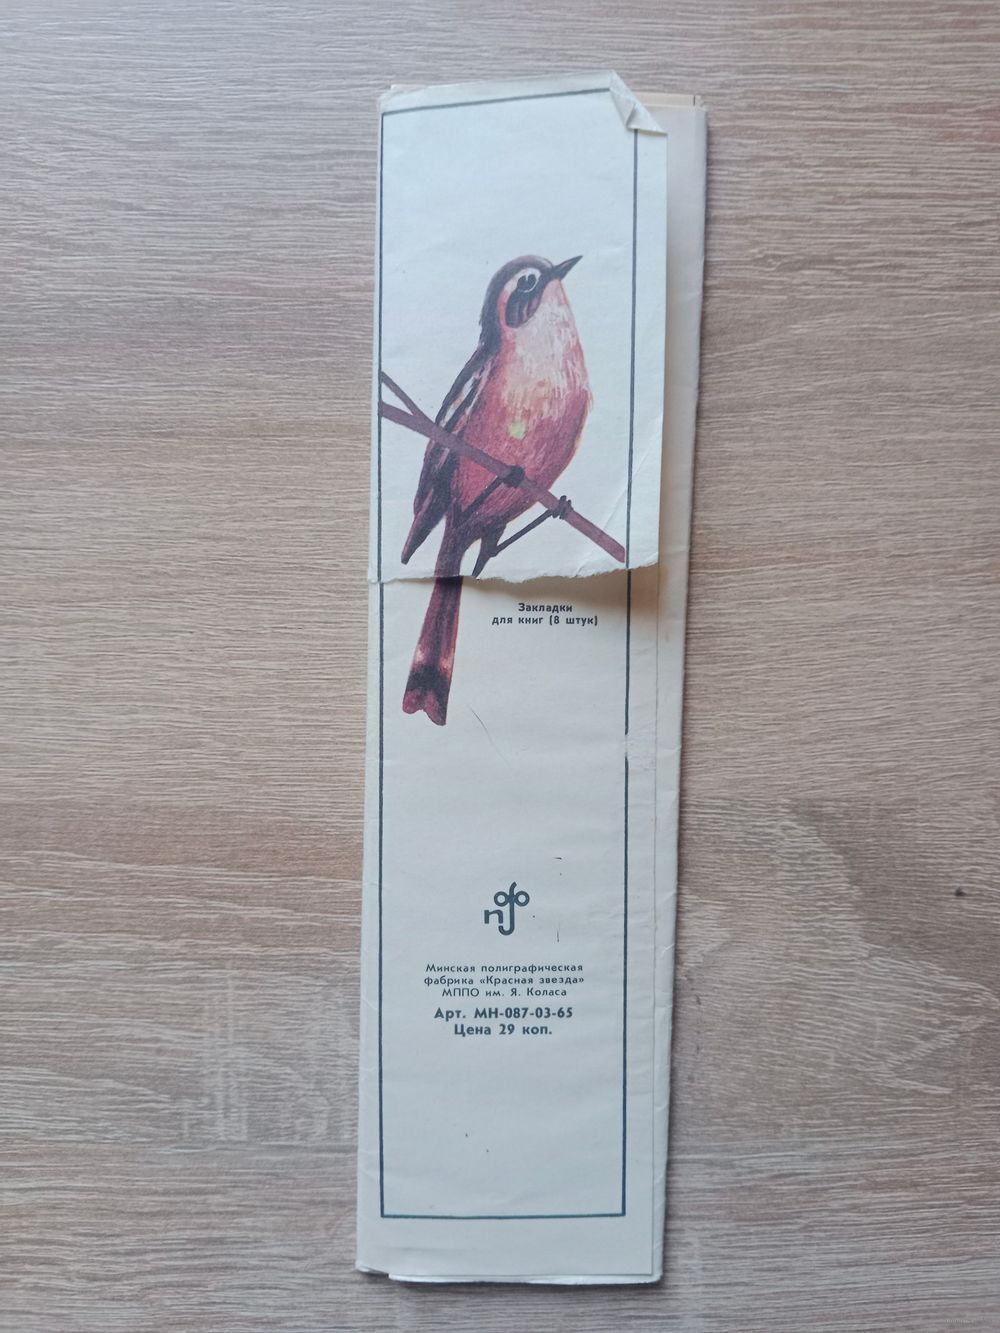 Закладки
для книг (8 штук)
Минская полиграфическая
фабрика «Красная звезда»
МППО им. Я. Коласа
Арт. МН-087-03-65
Цена 29 коп.